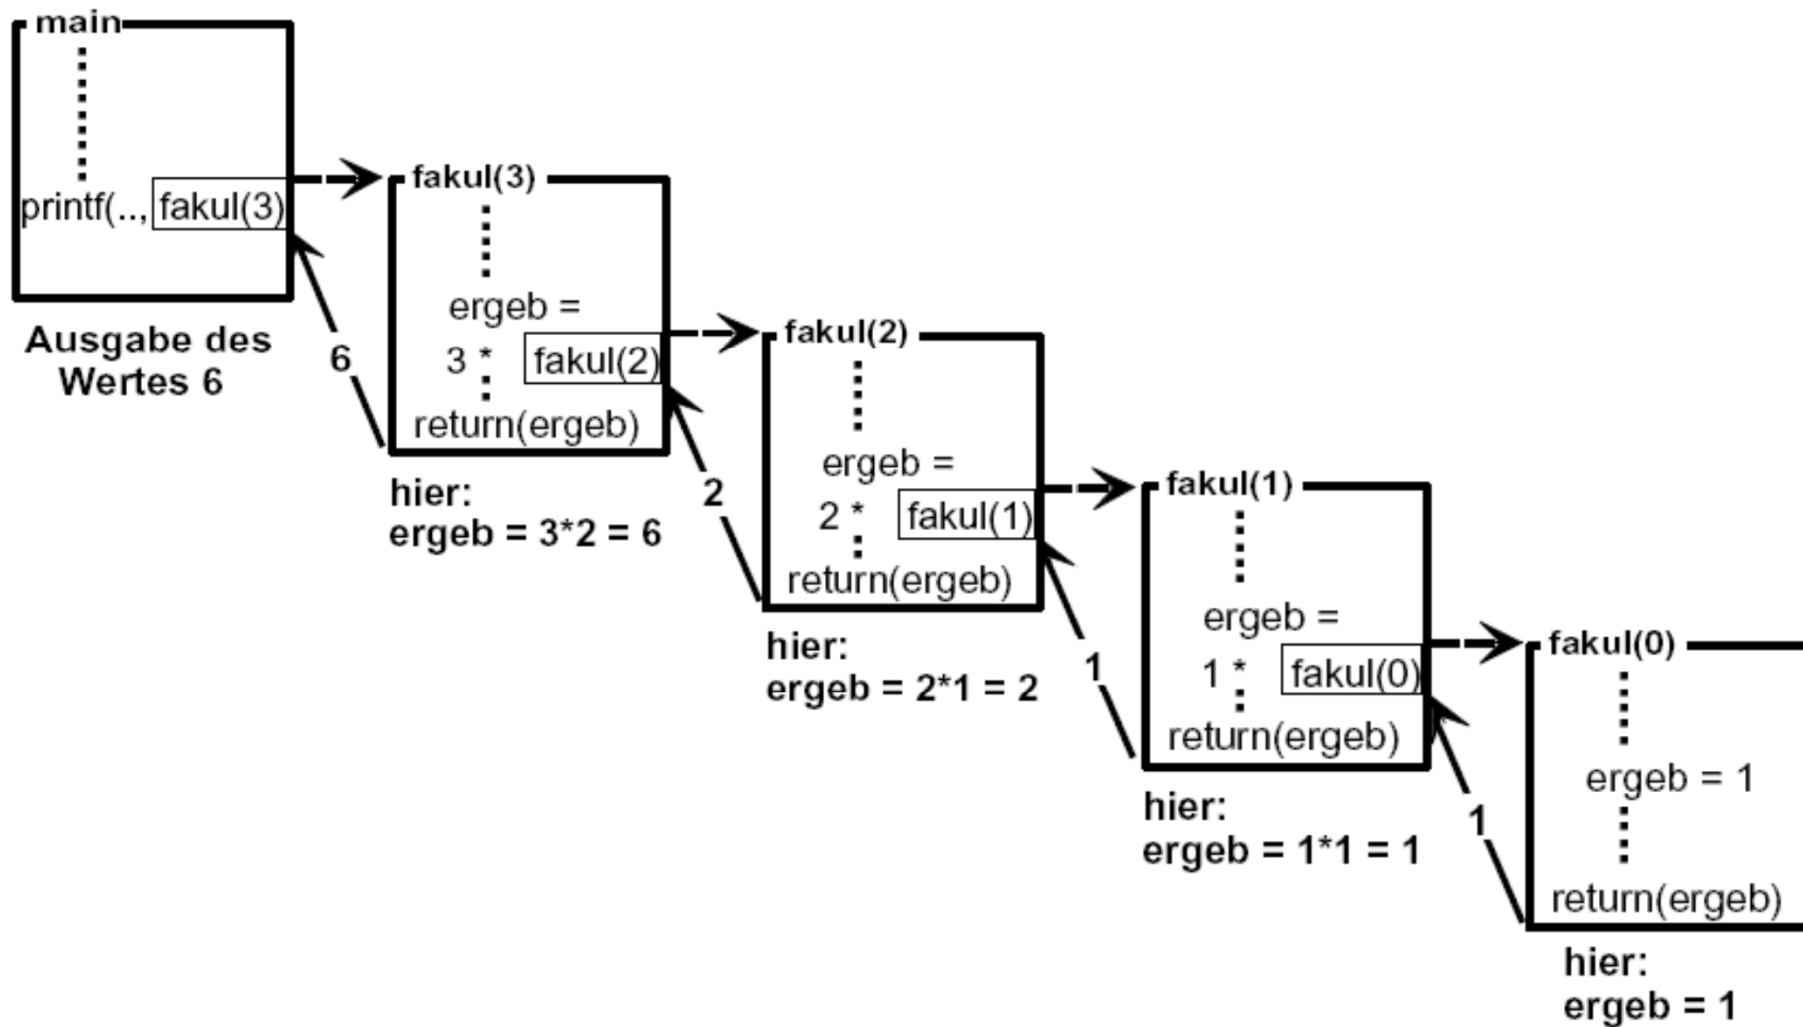 main
printf(.., fakul(3)
Ausgabe des
Wertes 6
6
fakul(3)
ergeb =
3 * fakul(2)
return(ergeb)
hier:
ergeb = 3*2 = 6
2
fakul(2)
ergeb =
2 * fakul(1)
return(ergeb)
hier:
ergeb = 2*1 = 2
1
fakul(1)
ergeb =
1 * fakul(0)
return(ergeb)
hier:
ergeb = 1*1 = 1
1
fakul(0)
ergeb = 1
return(ergeb)
hier:
ergeb = 1